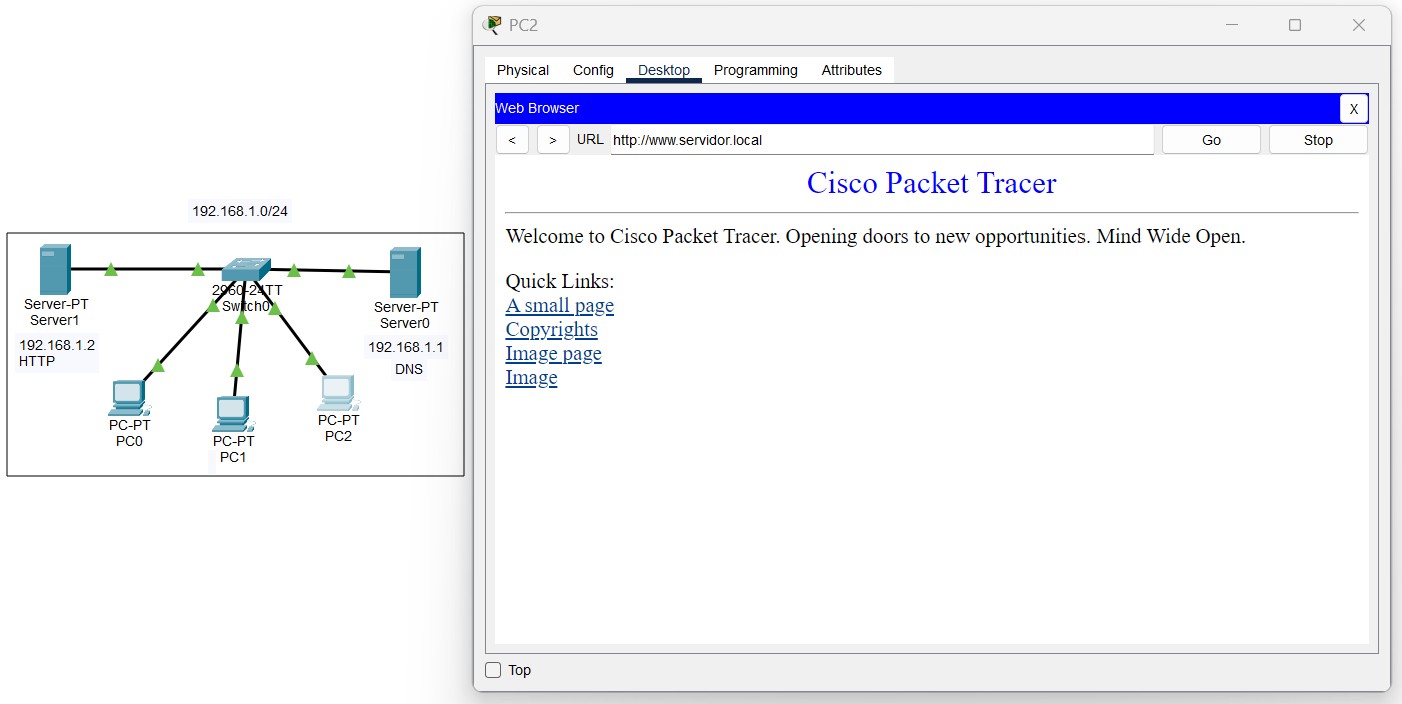 192.168.1.0/24
Server-PT
Server1
192.168.1.2
HTTP
2960-24TT
Switch0
Server-PT
Server0
192.168.1.1
DNS
PC-PT
PC0
PC-PT
PC1
PC-PT
PC2
PC2
Physical Config Desktop Programming Attributes
Web Browser X
< > URL http://www.servidor.local Go Stop
Cisco Packet Tracer
Welcome to Cisco Packet Tracer. Opening doors to new opportunities. Mind Wide Open.
Quick Links:
A small page
Copyrights
Image page
Image
Top